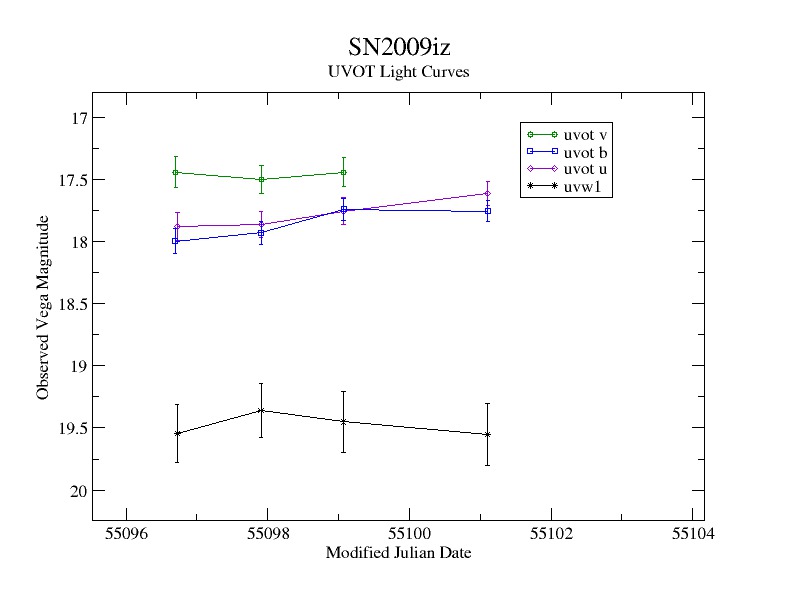 SN2009iz
UVOT Light Curves
uvot v
uvot b
uvot u
uvw1
17
17.5
18
18.5
19
19.5
20
Observed Vega Magnitude
55096
55098
55100
55102
55104
Modified Julian Date